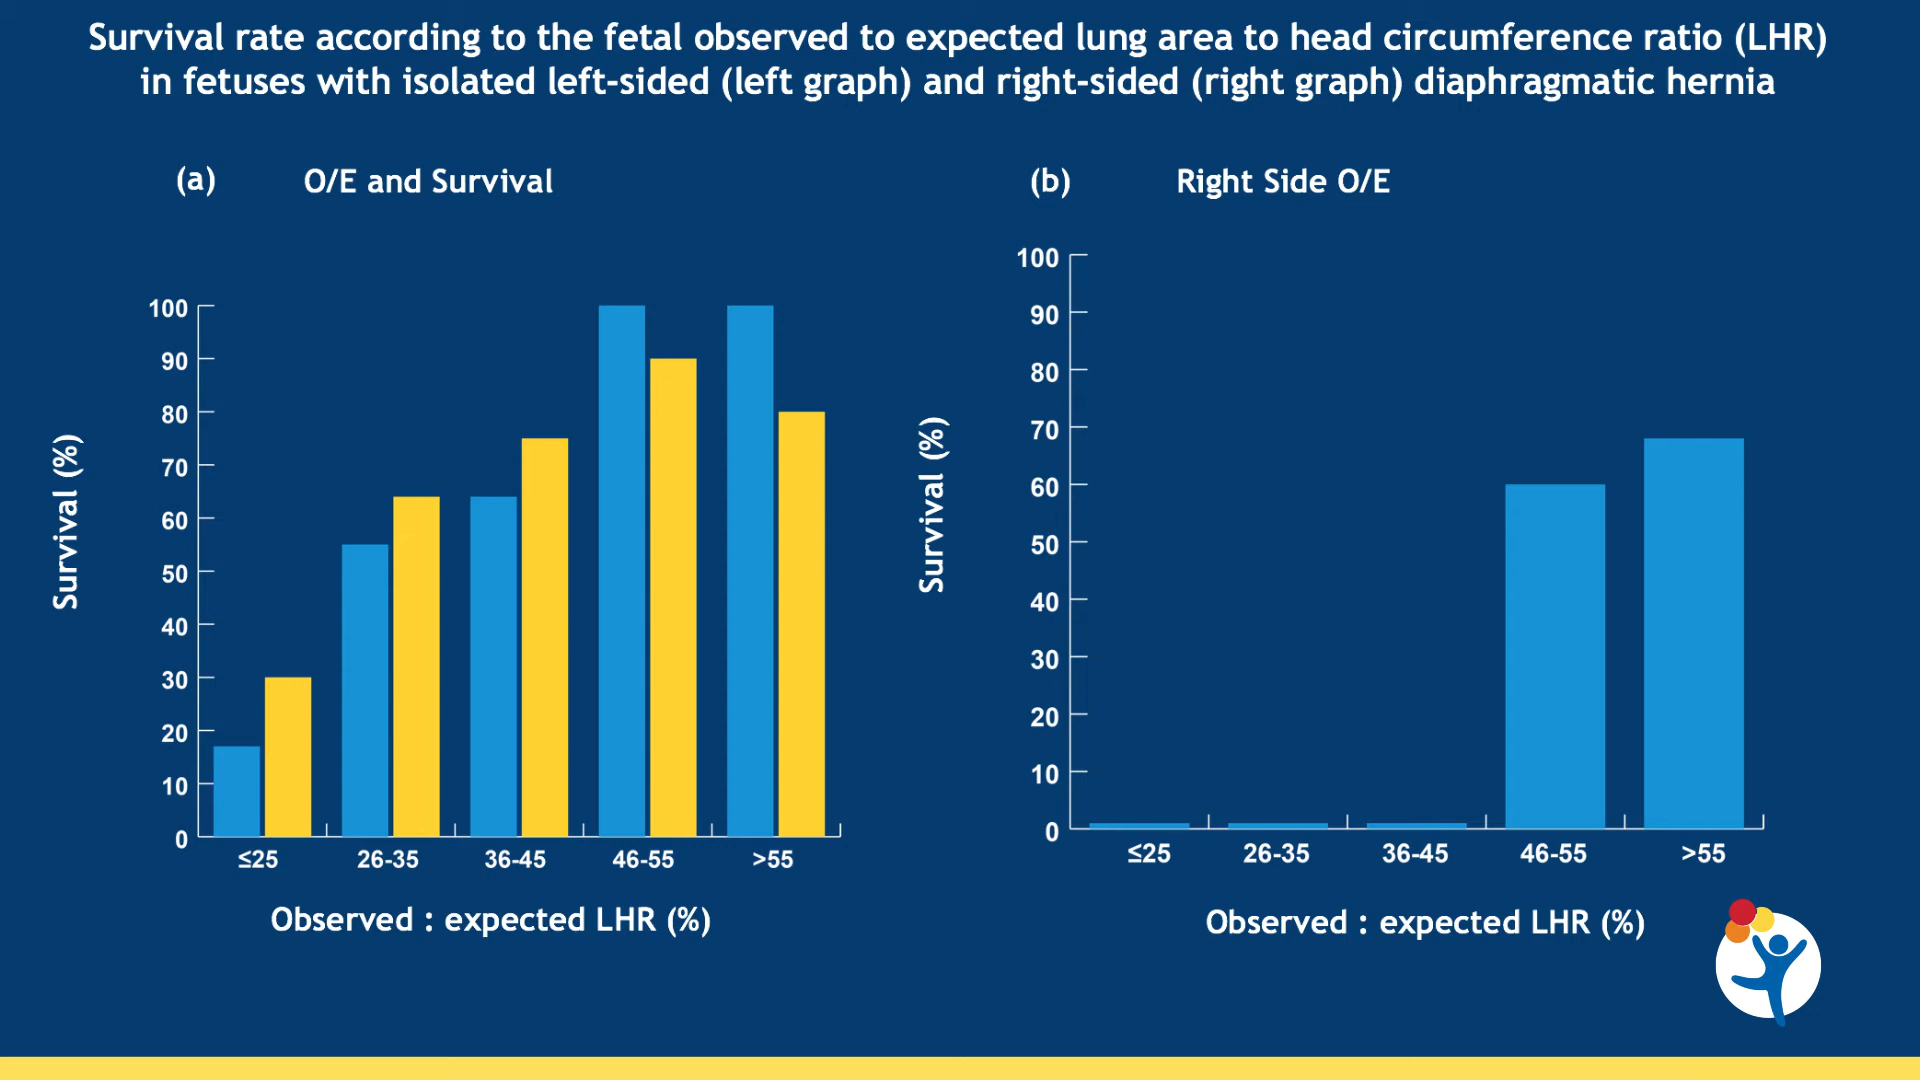 Survival rate according to the fetal observed to expected lung area to head circumference ratio (LHR)
in fetuses with isolated left-sided (left graph) and right-sided (right graph) diaphragmatic hernia
(a) O/E and Survival
Survival (%)
100
90
80
70
60
50
40
30
20
10
0
≤25 26-35 36-45 46-55 >55
Observed : expected LHR (%)
(b) Right Side O/E
Survival (%)
100
90
80
70
60
50
40
30
20
10
0
≤25 26-35 36-45 46-55 >55
Observed : expected LHR (%)